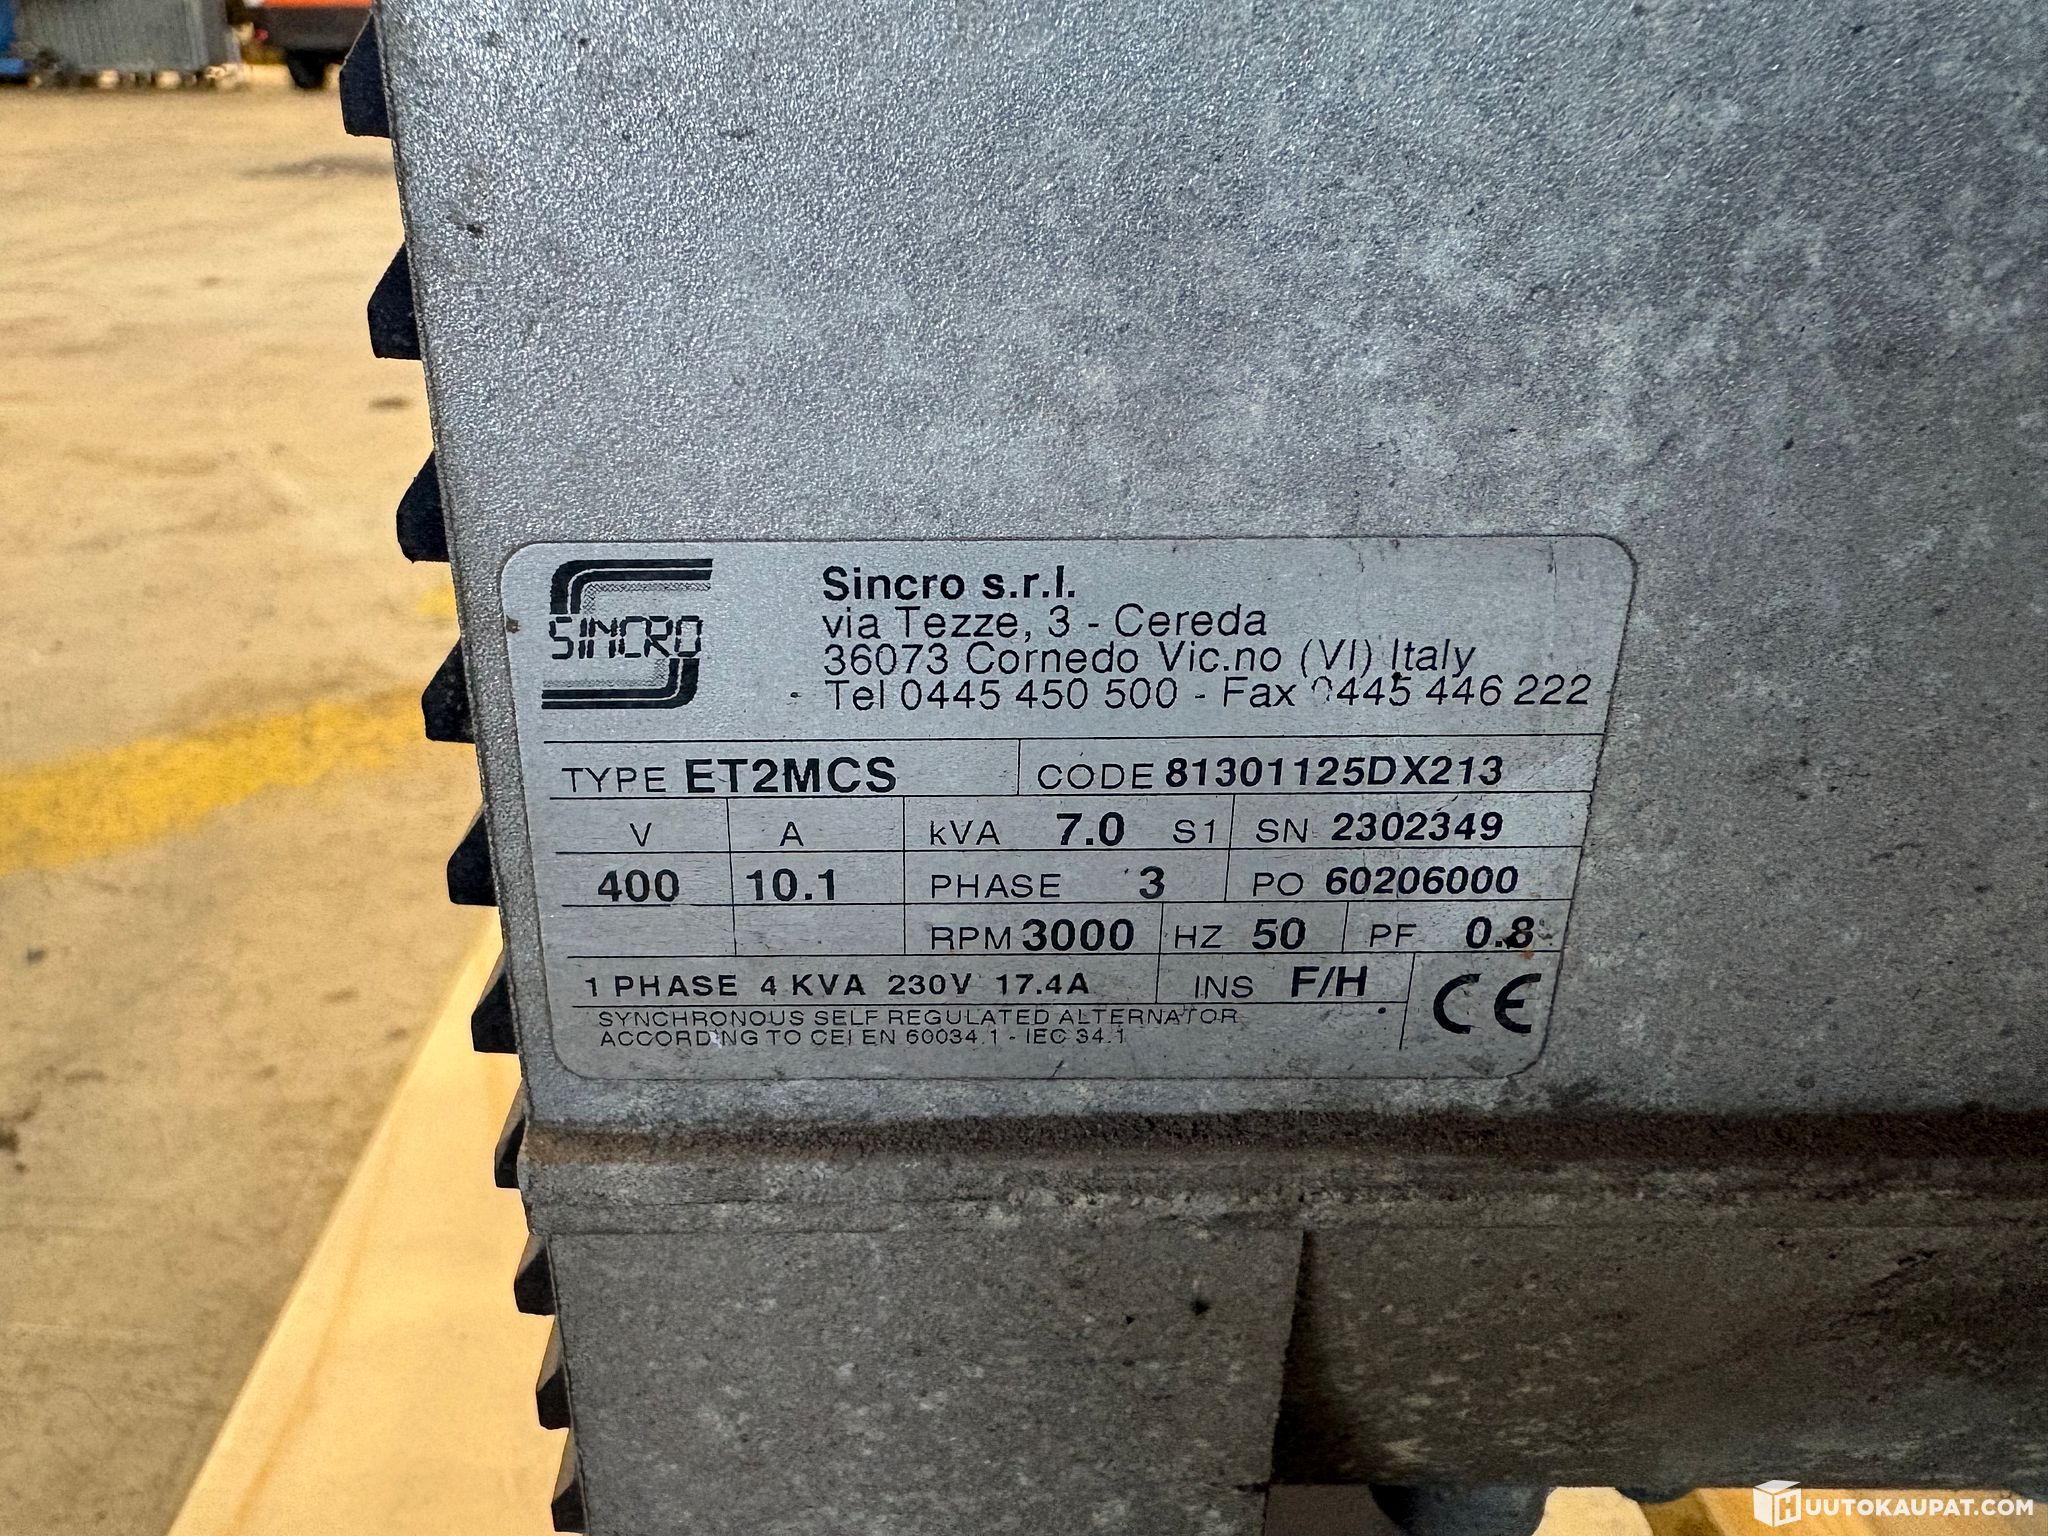 SINCRO
Sincro s.r.l.
via Tezze, 3 - Cereda
36073 Cornedo Vic.no (VI) Italy
Tel 0445 450 500 - Fax 0445 446 222
TYPE ET2MCS CODE 81301125DX213
V A kVA 7.0 S1 SN 2302349
400 10.1 PHASE 3 PO 60206000
RPM 3000 HZ 50 PF 0.8
1 PHASE 4 KVA 230V 17.4A INS F/H CE
SYNCHRONOUS SELF REGULATED ALTERNATOR
ACCORDING TO CEI EN 60034.1 - IEC 34.1
HUUTOKAUPAT.COM